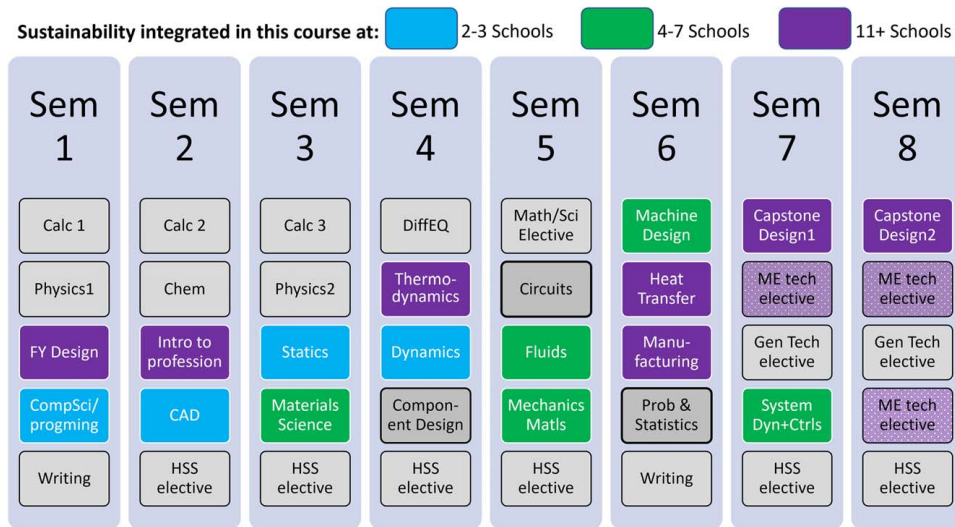 Sustainability integrated in this course at:
2-3 Schools
4-7 Schools
11+ Schools
Sem
1
Calc 1
Physics1
FY Design
CompSci/
progming
Writing
Sem
2
Calc 2
Chem
Intro to
profession
CAD
HSS
elective
Sem
3
Calc 3
Physics2
Statics
Materials
Science
HSS
elective
Sem
4
DiffEQ
Thermo-
dynamics
Dynamics
Compon-
ent Design
HSS
elective
Sem
5
Math/Sci
Elective
Circuits
Fluids
Mechanics
Matls
HSS
elective
Sem
6
Machine
Design
Heat
Transfer
Manu-
facturing
Prob &
Statistics
Writing
Sem
7
Capstone
Design1
ME tech
elective
Gen Tech
elective
System
Dyn+Ctrls
HSS
elective
Sem
8
Capstone
Design2
ME tech
elective
Gen Tech
elective
ME tech
elective
HSS
elective